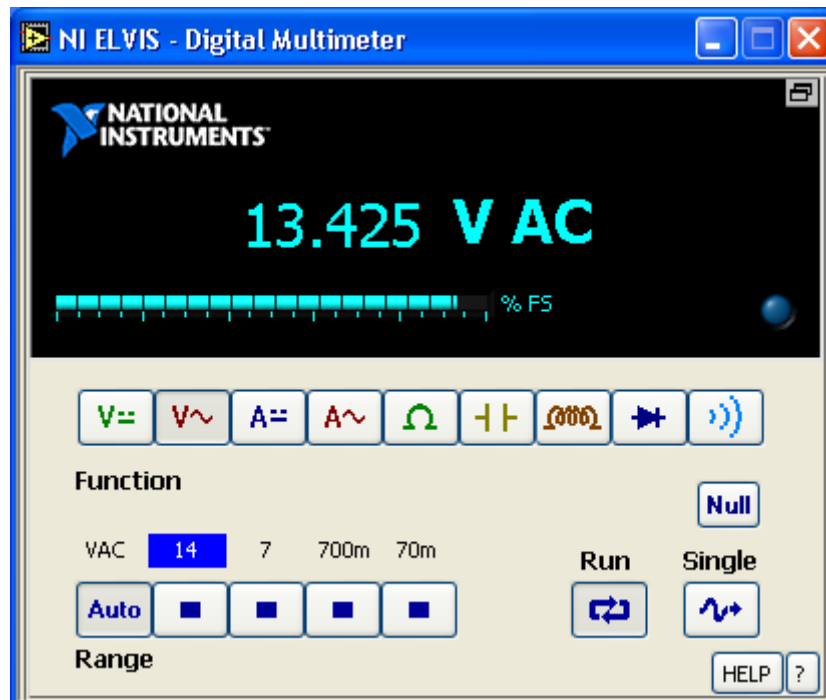 NI ELVIS - Digital Multimeter
NATIONAL
INSTRUMENTS™
13.425 V AC
% FS
V A A Ω
Function
Null
VAC 14 7 700m 70m
Run Single
Auto
Range
HELP ?